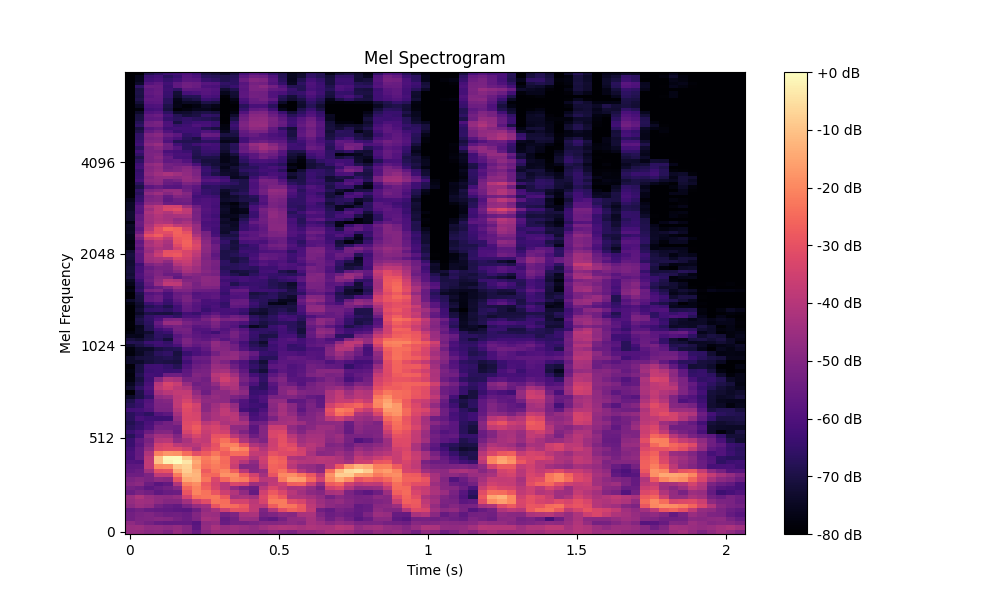 Mel Spectrogram
Mel Frequency
4096
2048
1024
512
0
0
0.5
1
1.5
2
Time (s)
+0 dB
-10 dB
-20 dB
-30 dB
-40 dB
-50 dB
-60 dB
-70 dB
-80 dB